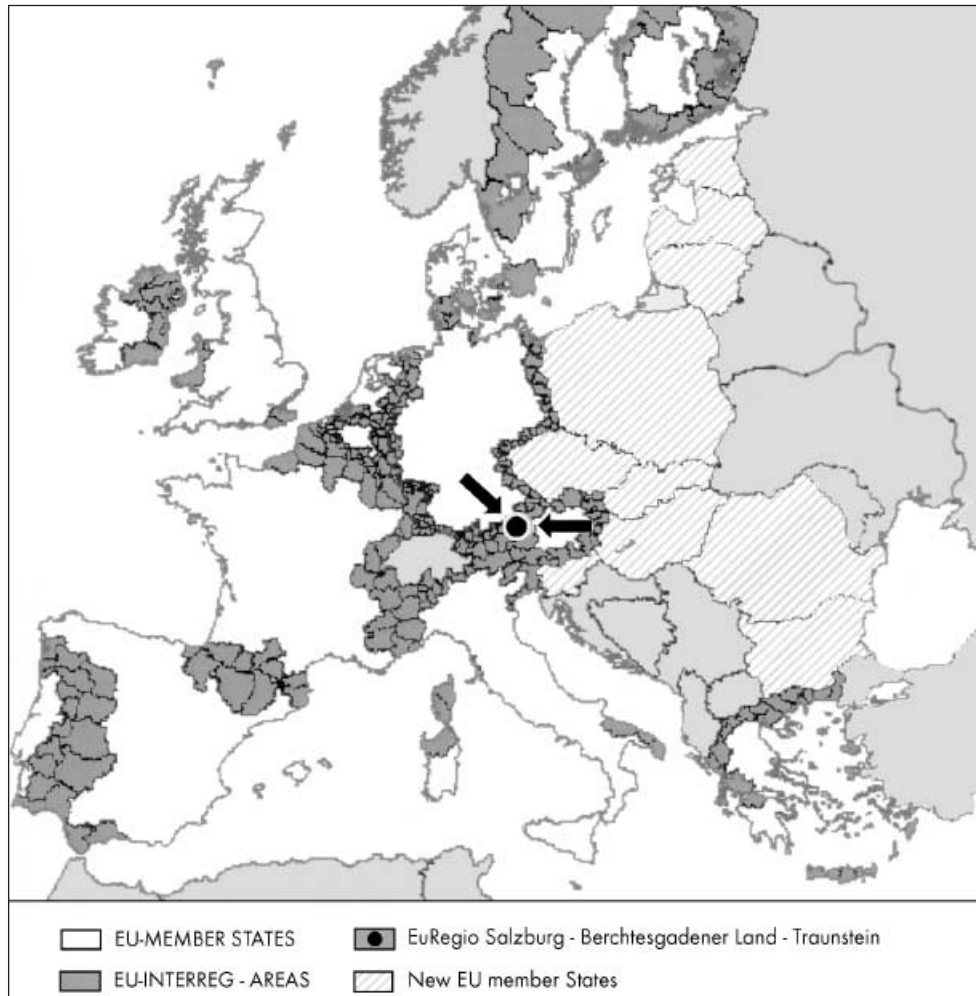 EU-MEMBER STATES
EuRegio Salzburg - Berchtesgadener Land - Traunstein
EU-INTERREG - AREAS
New EU member States